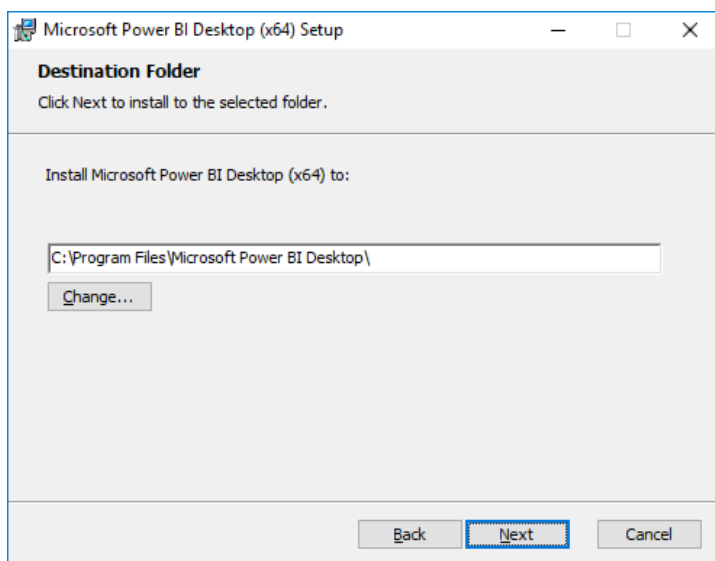 Microsoft Power BI Desktop (x64) Setup
Destination Folder
Click Next to install to the selected folder.
Install Microsoft Power BI Desktop (x64) to:
C:\Program Files\Microsoft Power BI Desktop\
Change...
Back Next Cancel